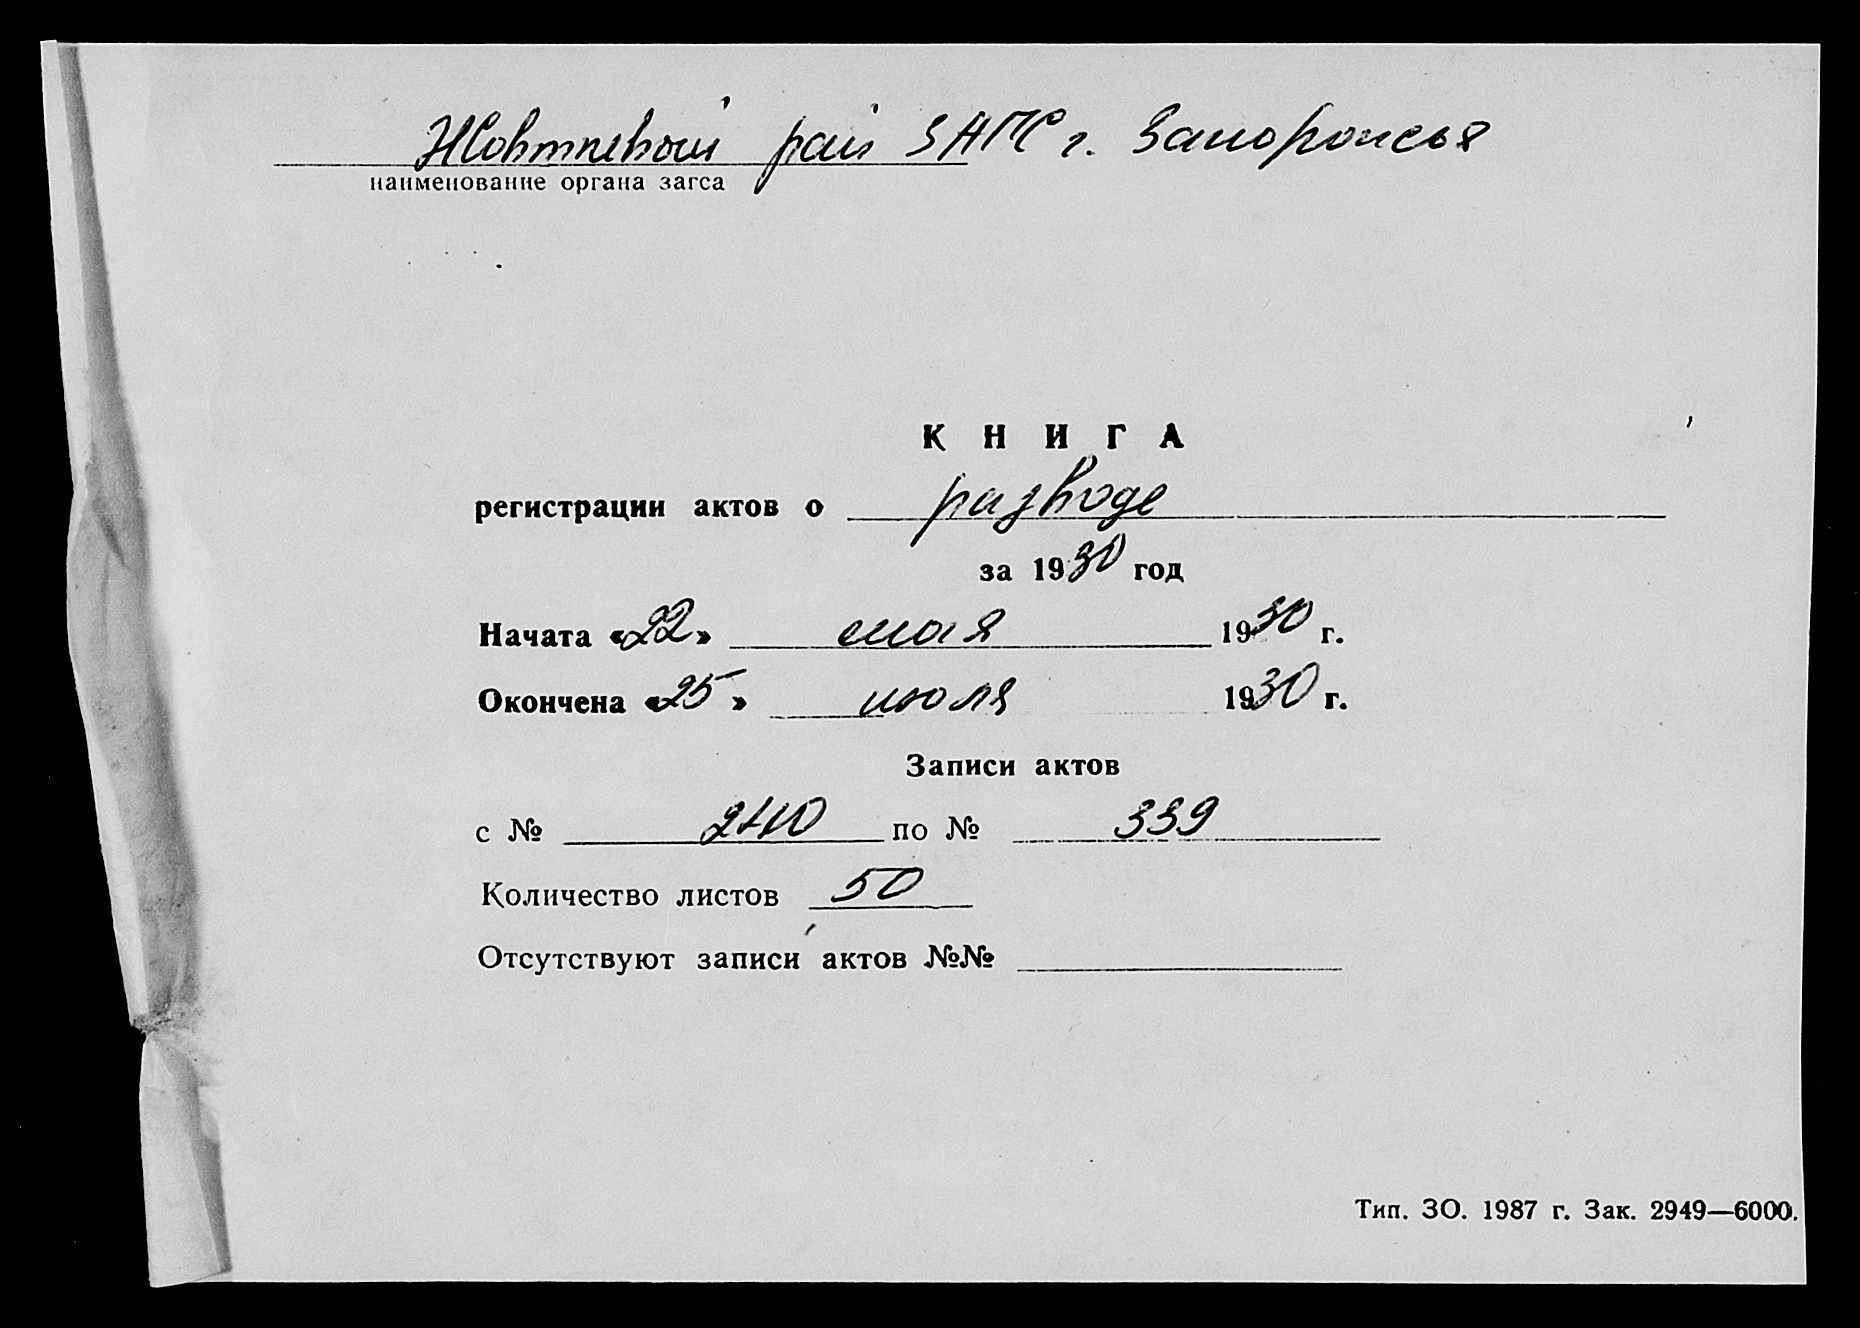 Жовтневый рай ЗАГС г. Запорожья
наименование органа загса
КНИГА
регистрации актов о разводе
за 1930 год
Начата «22» мая 1930 г.
Окончена «25» июля 1930 г.
Записи актов
с № 240 по № 339
Количество листов 50
Отсутствуют записи актов №№
Тип. ЗО. 1987 г. Зак. 2949—6000.